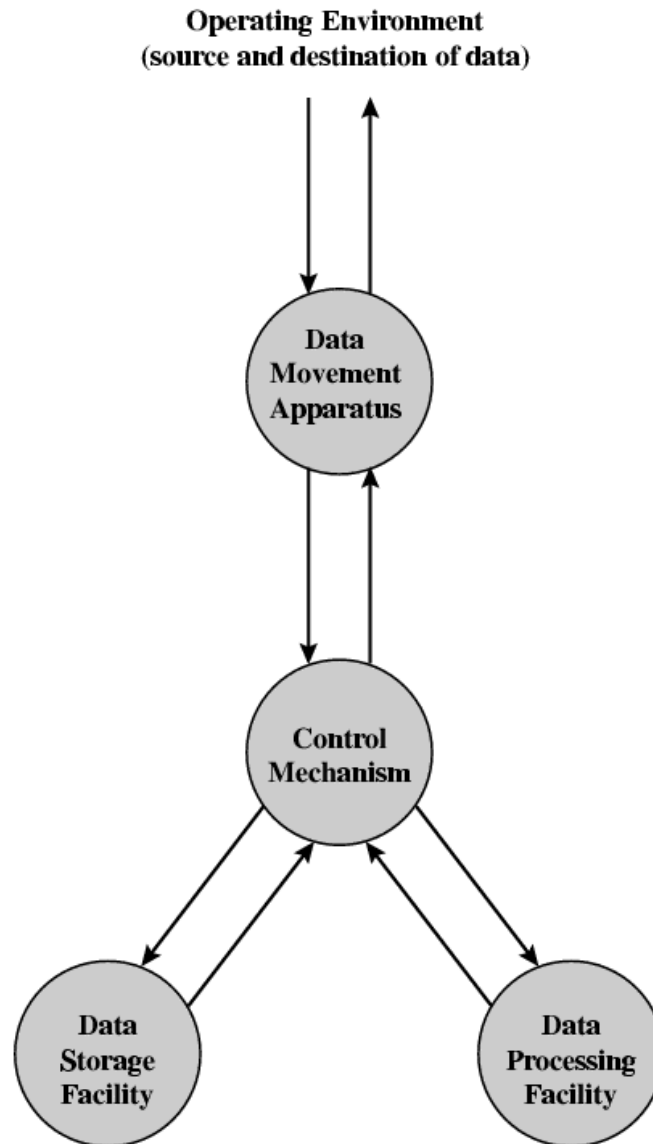 Operating Environment
(source and destination of data)
Data
Movement
Apparatus
Control
Mechanism
Data
Storage
Facility
Data
Processing
Facility